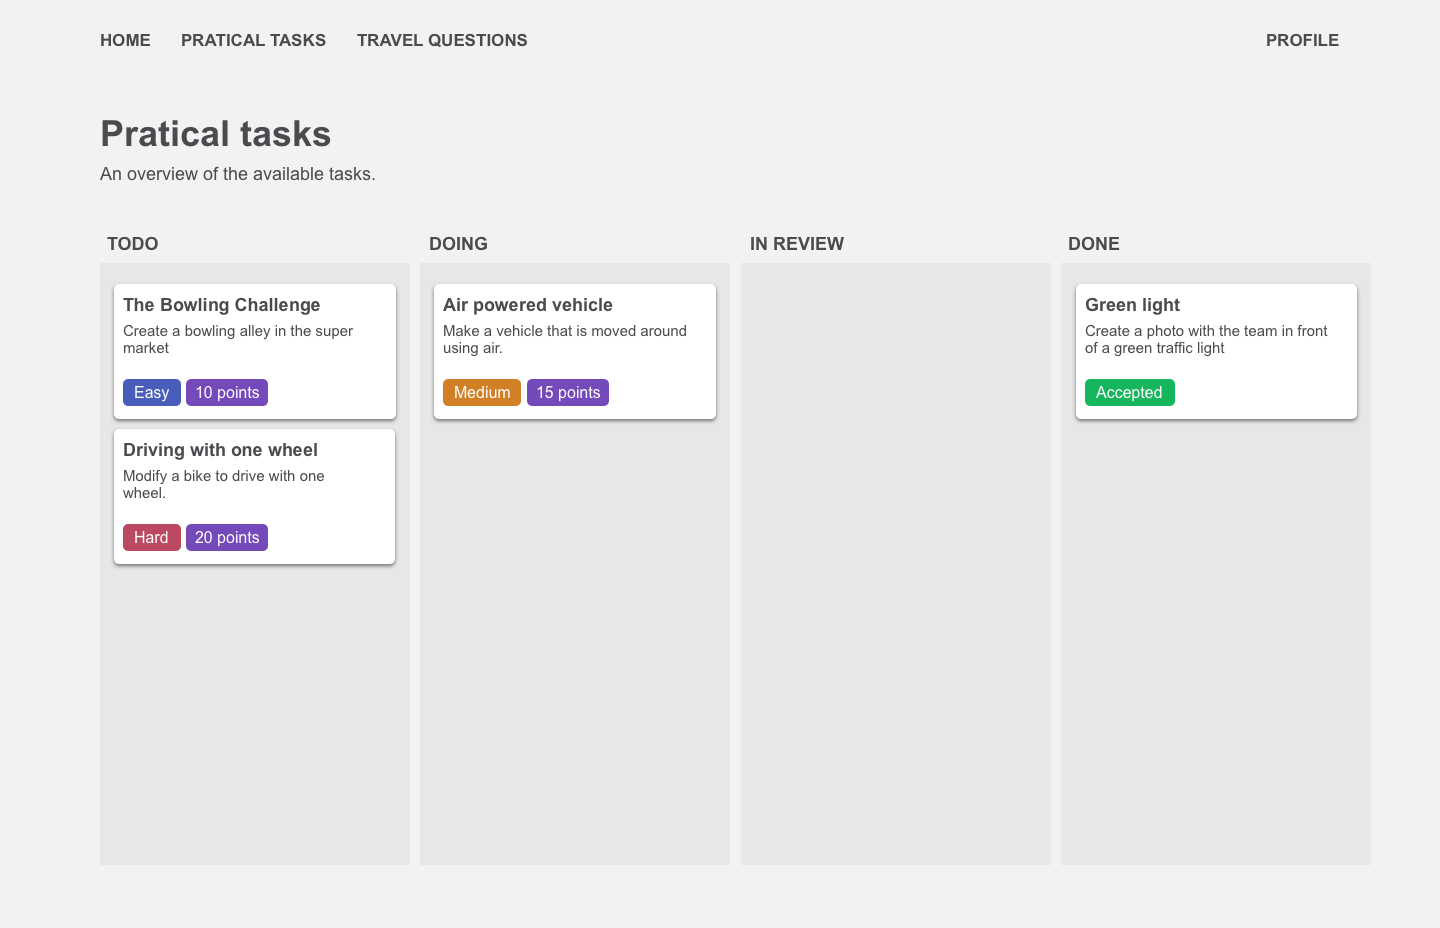 HOME PRATICAL TASKS TRAVEL QUESTIONS PROFILE
Pratical tasks
An overview of the available tasks.
TODO
The Bowling Challenge
Create a bowling alley in the super
market
Easy 10 points
Driving with one wheel
Modify a bike to drive with one
wheel.
Hard 20 points
DOING
Air powered vehicle
Make a vehicle that is moved around
using air.
Medium 15 points
IN REVIEW
DONE
Green light
Create a photo with the team in front
of a green traffic light
Accepted